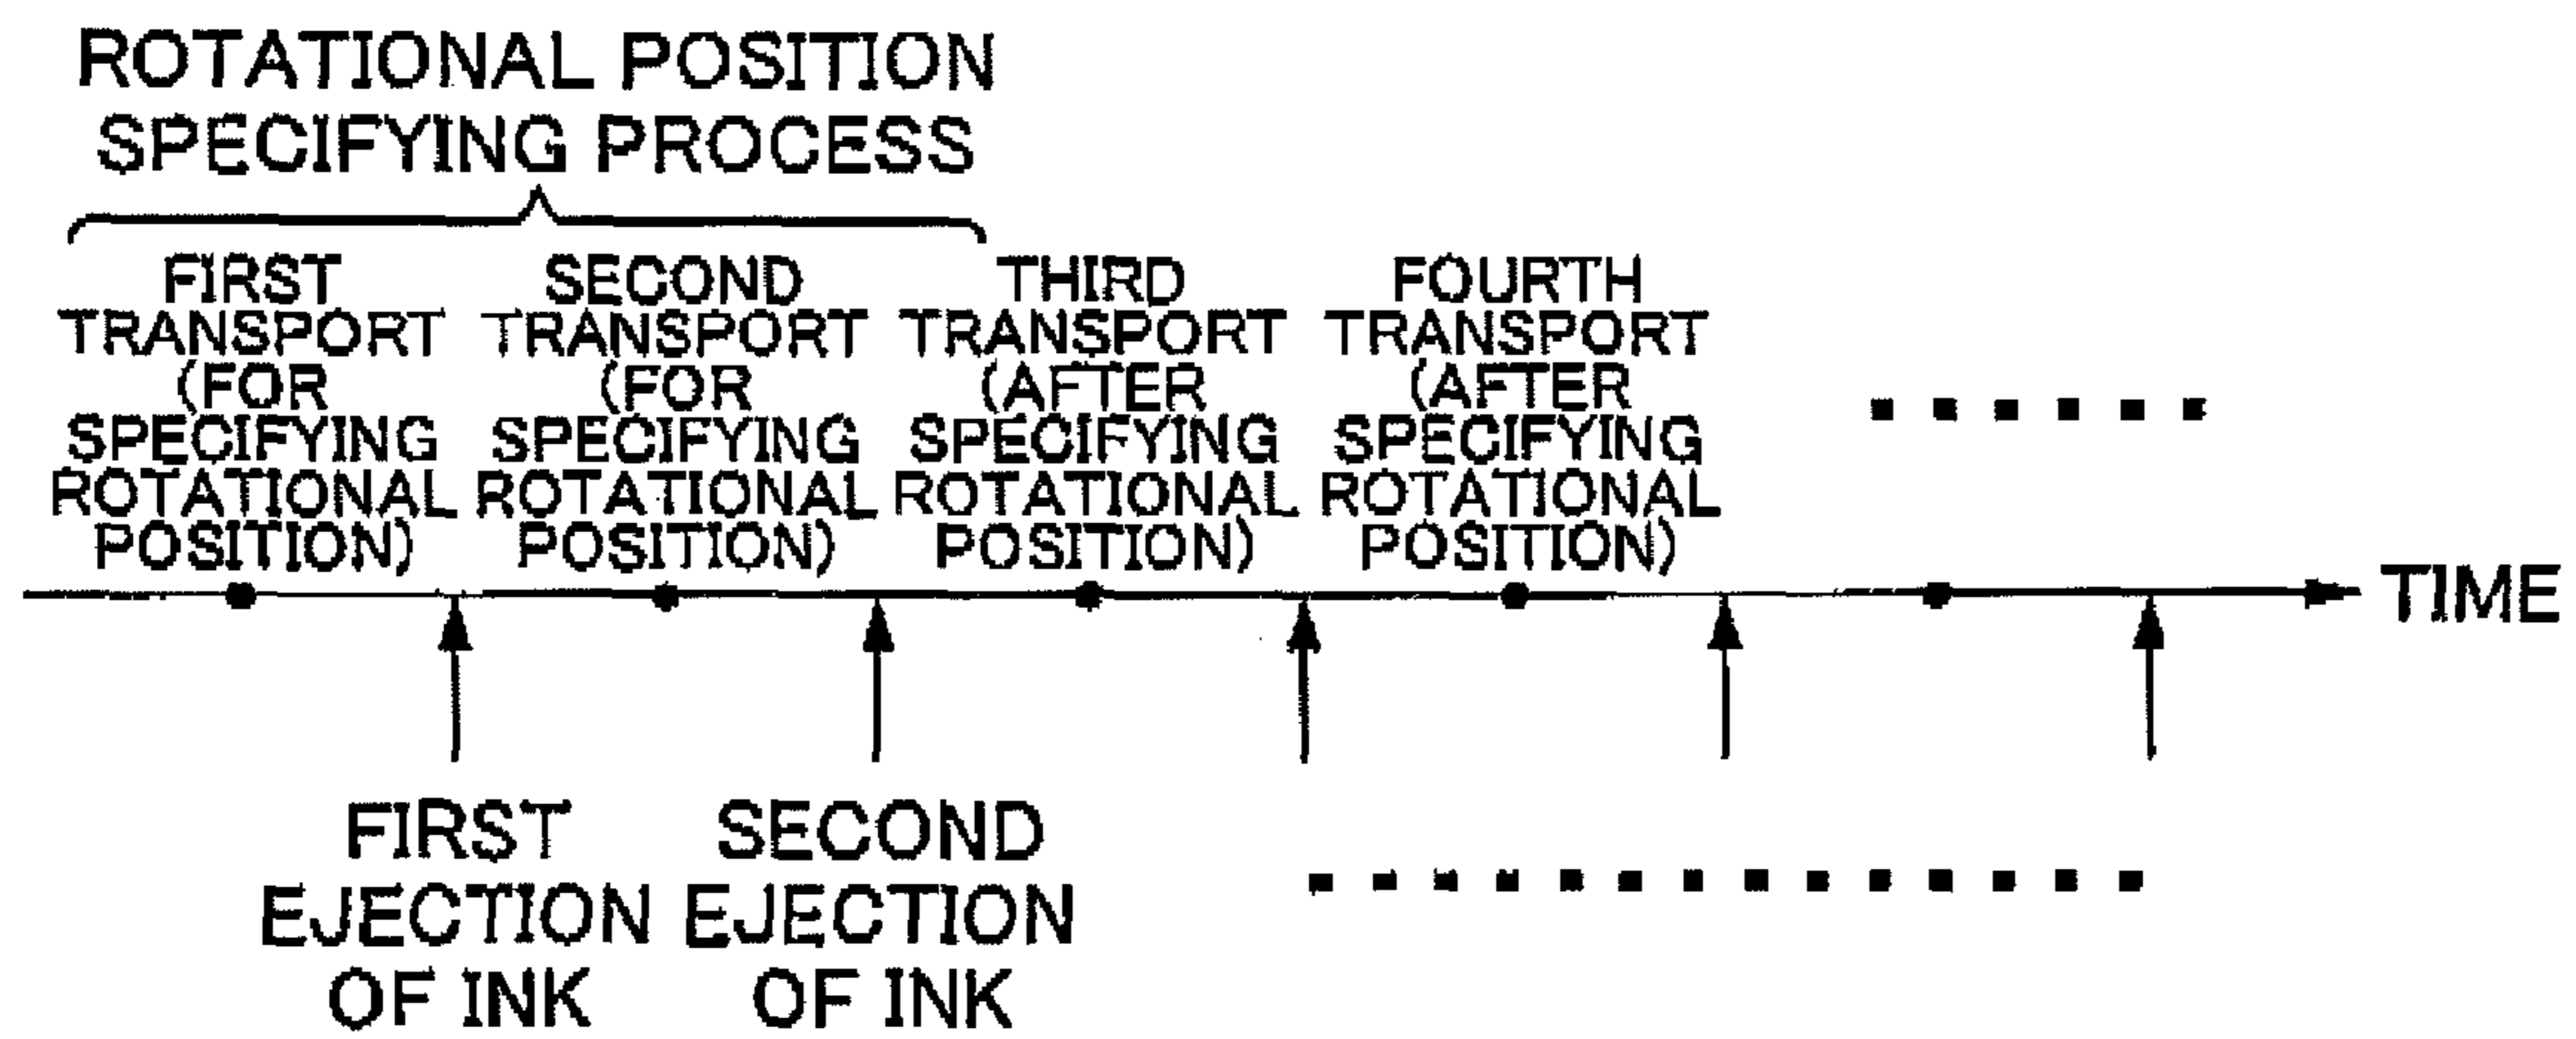 ROTATIONAL POSITION
SPECIFYING PROCESS
FIRST
TRANSPORT
(FOR
SPECIFYING
ROTATIONAL
POSITION)
SECOND
TRANSPORT
(FOR
SPECIFYING
ROTATIONAL
POSITION)
THIRD
TRANSPORT
(AFTER
SPECIFYING
ROTATIONAL
POSITION)
FOURTH
TRANSPORT
(AFTER
SPECIFYING
ROTATIONAL
POSITION)
TIME
FIRST
EJECTION
OF INK
SECOND
EJECTION
OF INK